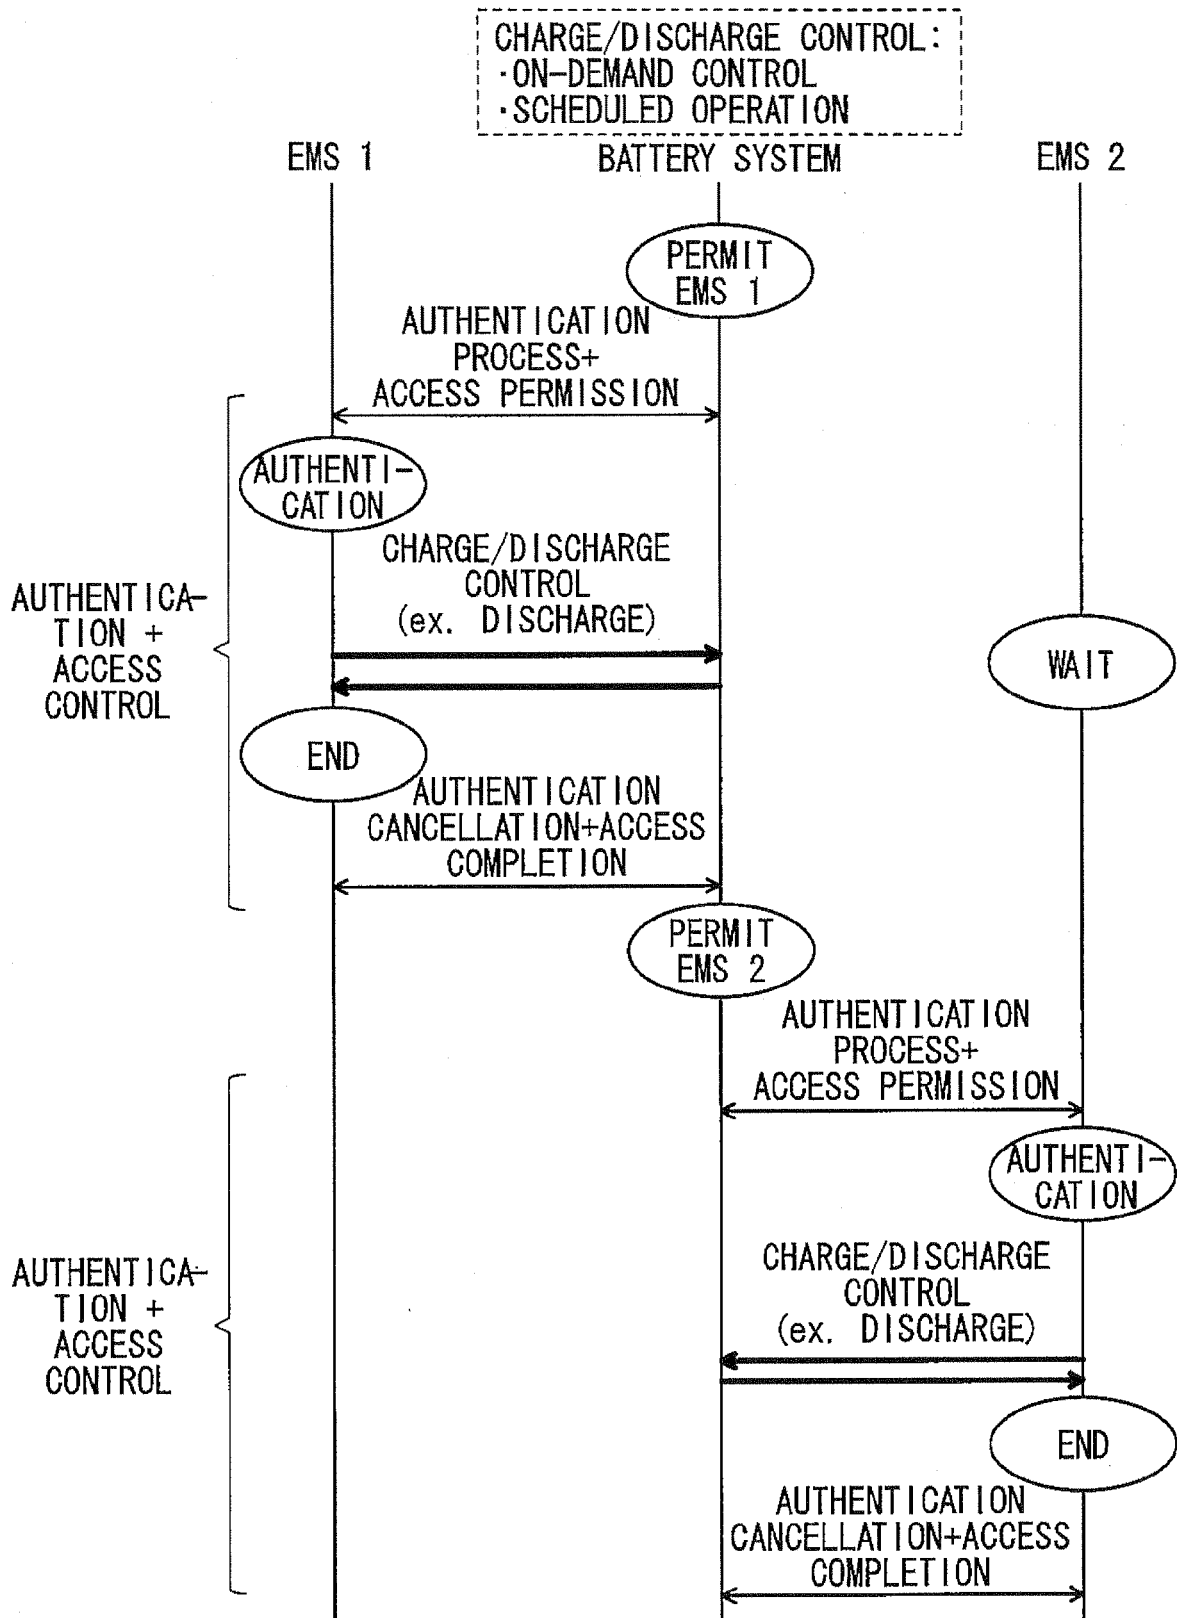 CHARGE/DISCHARGE CONTROL:
·ON-DEMAND CONTROL
·SCHEDULED OPERATION
EMS 1
BATTERY SYSTEM
EMS 2
PERMIT
EMS 1
AUTHENTICATION
PROCESS+
ACCESS PERMISSION
AUTHENTI-
CATION
CHARGE/DISCHARGE
CONTROL
(ex. DISCHARGE)
AUTHENTICA-
TION +
ACCESS
CONTROL
WAIT
END
AUTHENTICATION
CANCELLATION+ACCESS
COMPLETION
PERMIT
EMS 2
AUTHENTICATION
PROCESS+
ACCESS PERMISSION
AUTHENTI-
CATION
CHARGE/DISCHARGE
CONTROL
(ex. DISCHARGE)
AUTHENTICA-
TION +
ACCESS
CONTROL
END
AUTHENTICATION
CANCELLATION+ACCESS
COMPLETION